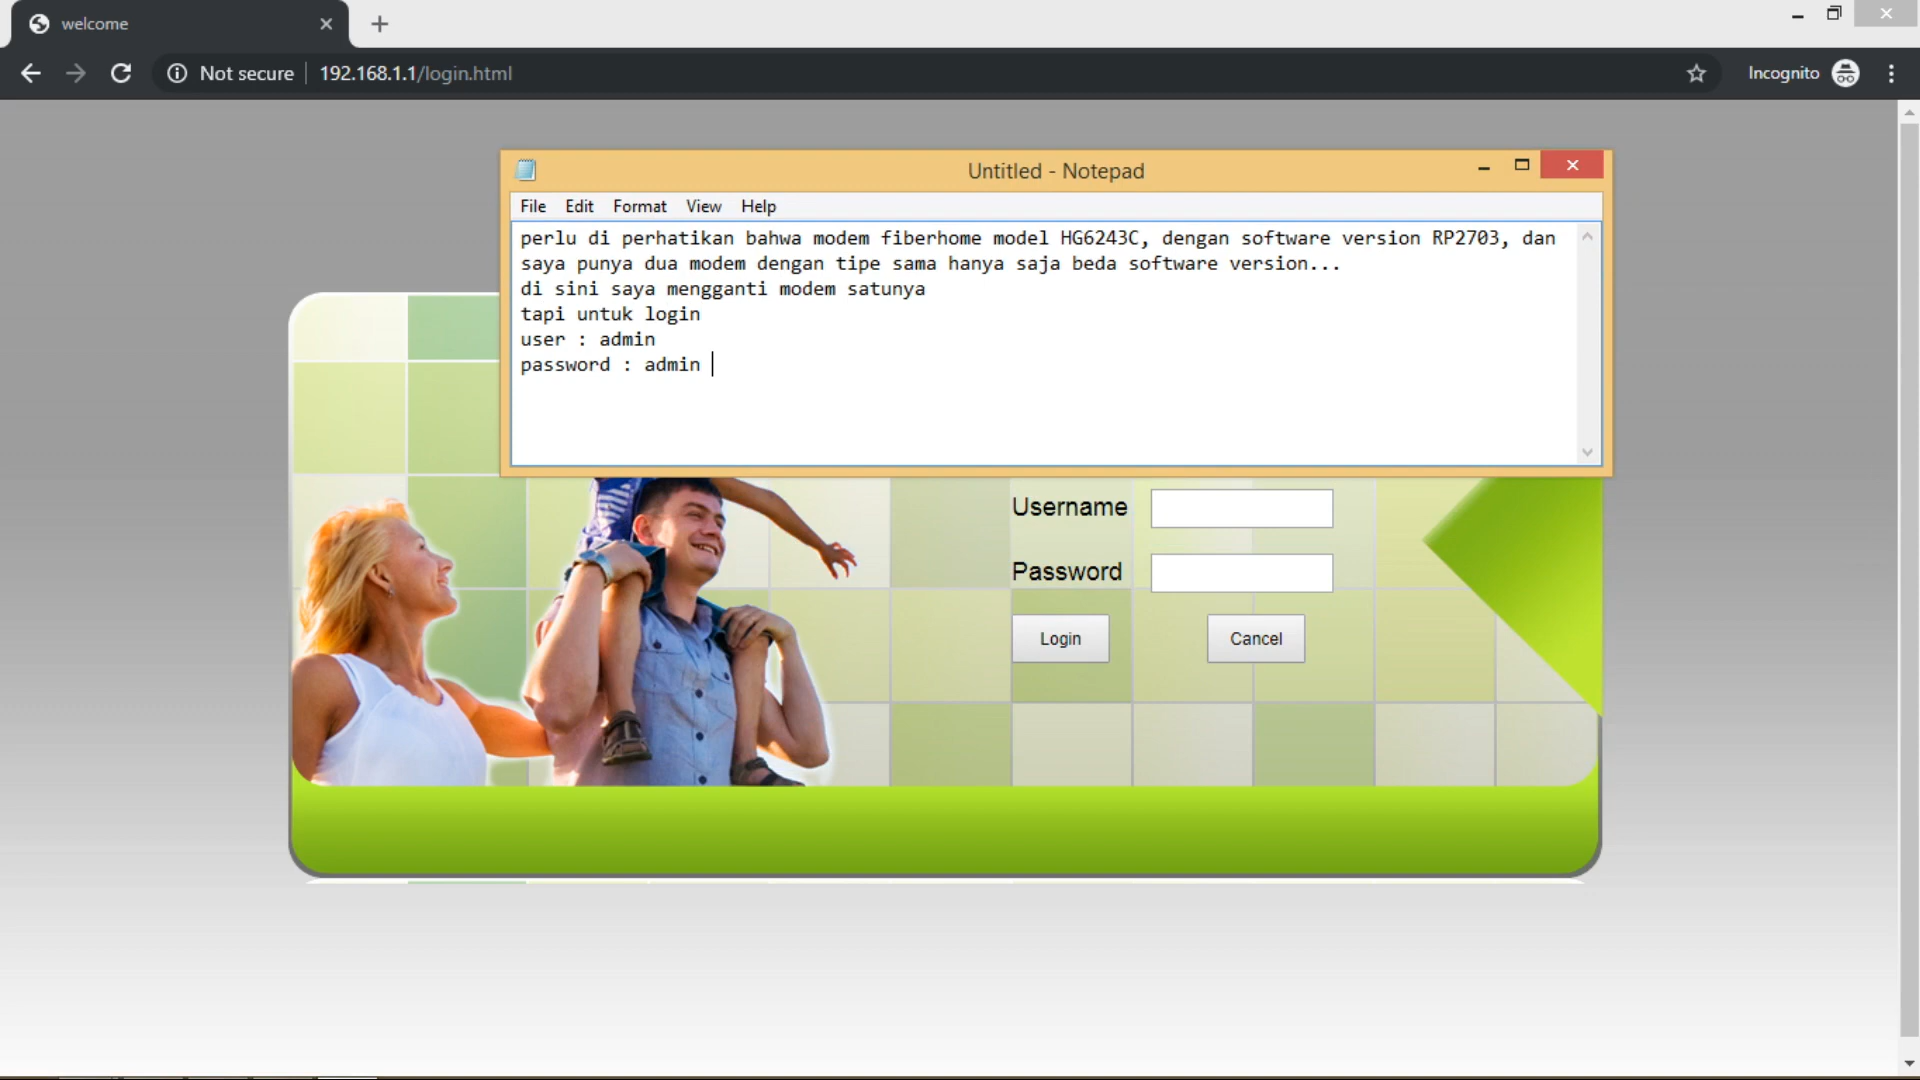 welcome
Not secure
192.168.1.1/login.html
Incognito
Untitled - Notepad
File Edit Format View Help
perlu di perhatikan bahwa modem fiberhome model HG6243C, dengan software version RP2703, dan
saya punya dua modem dengan tipe sama hanya saja beda software version...
di sini saya mengganti modem satunya
tapi untuk login
user : admin
password : admin
Username
Password
Login Cancel